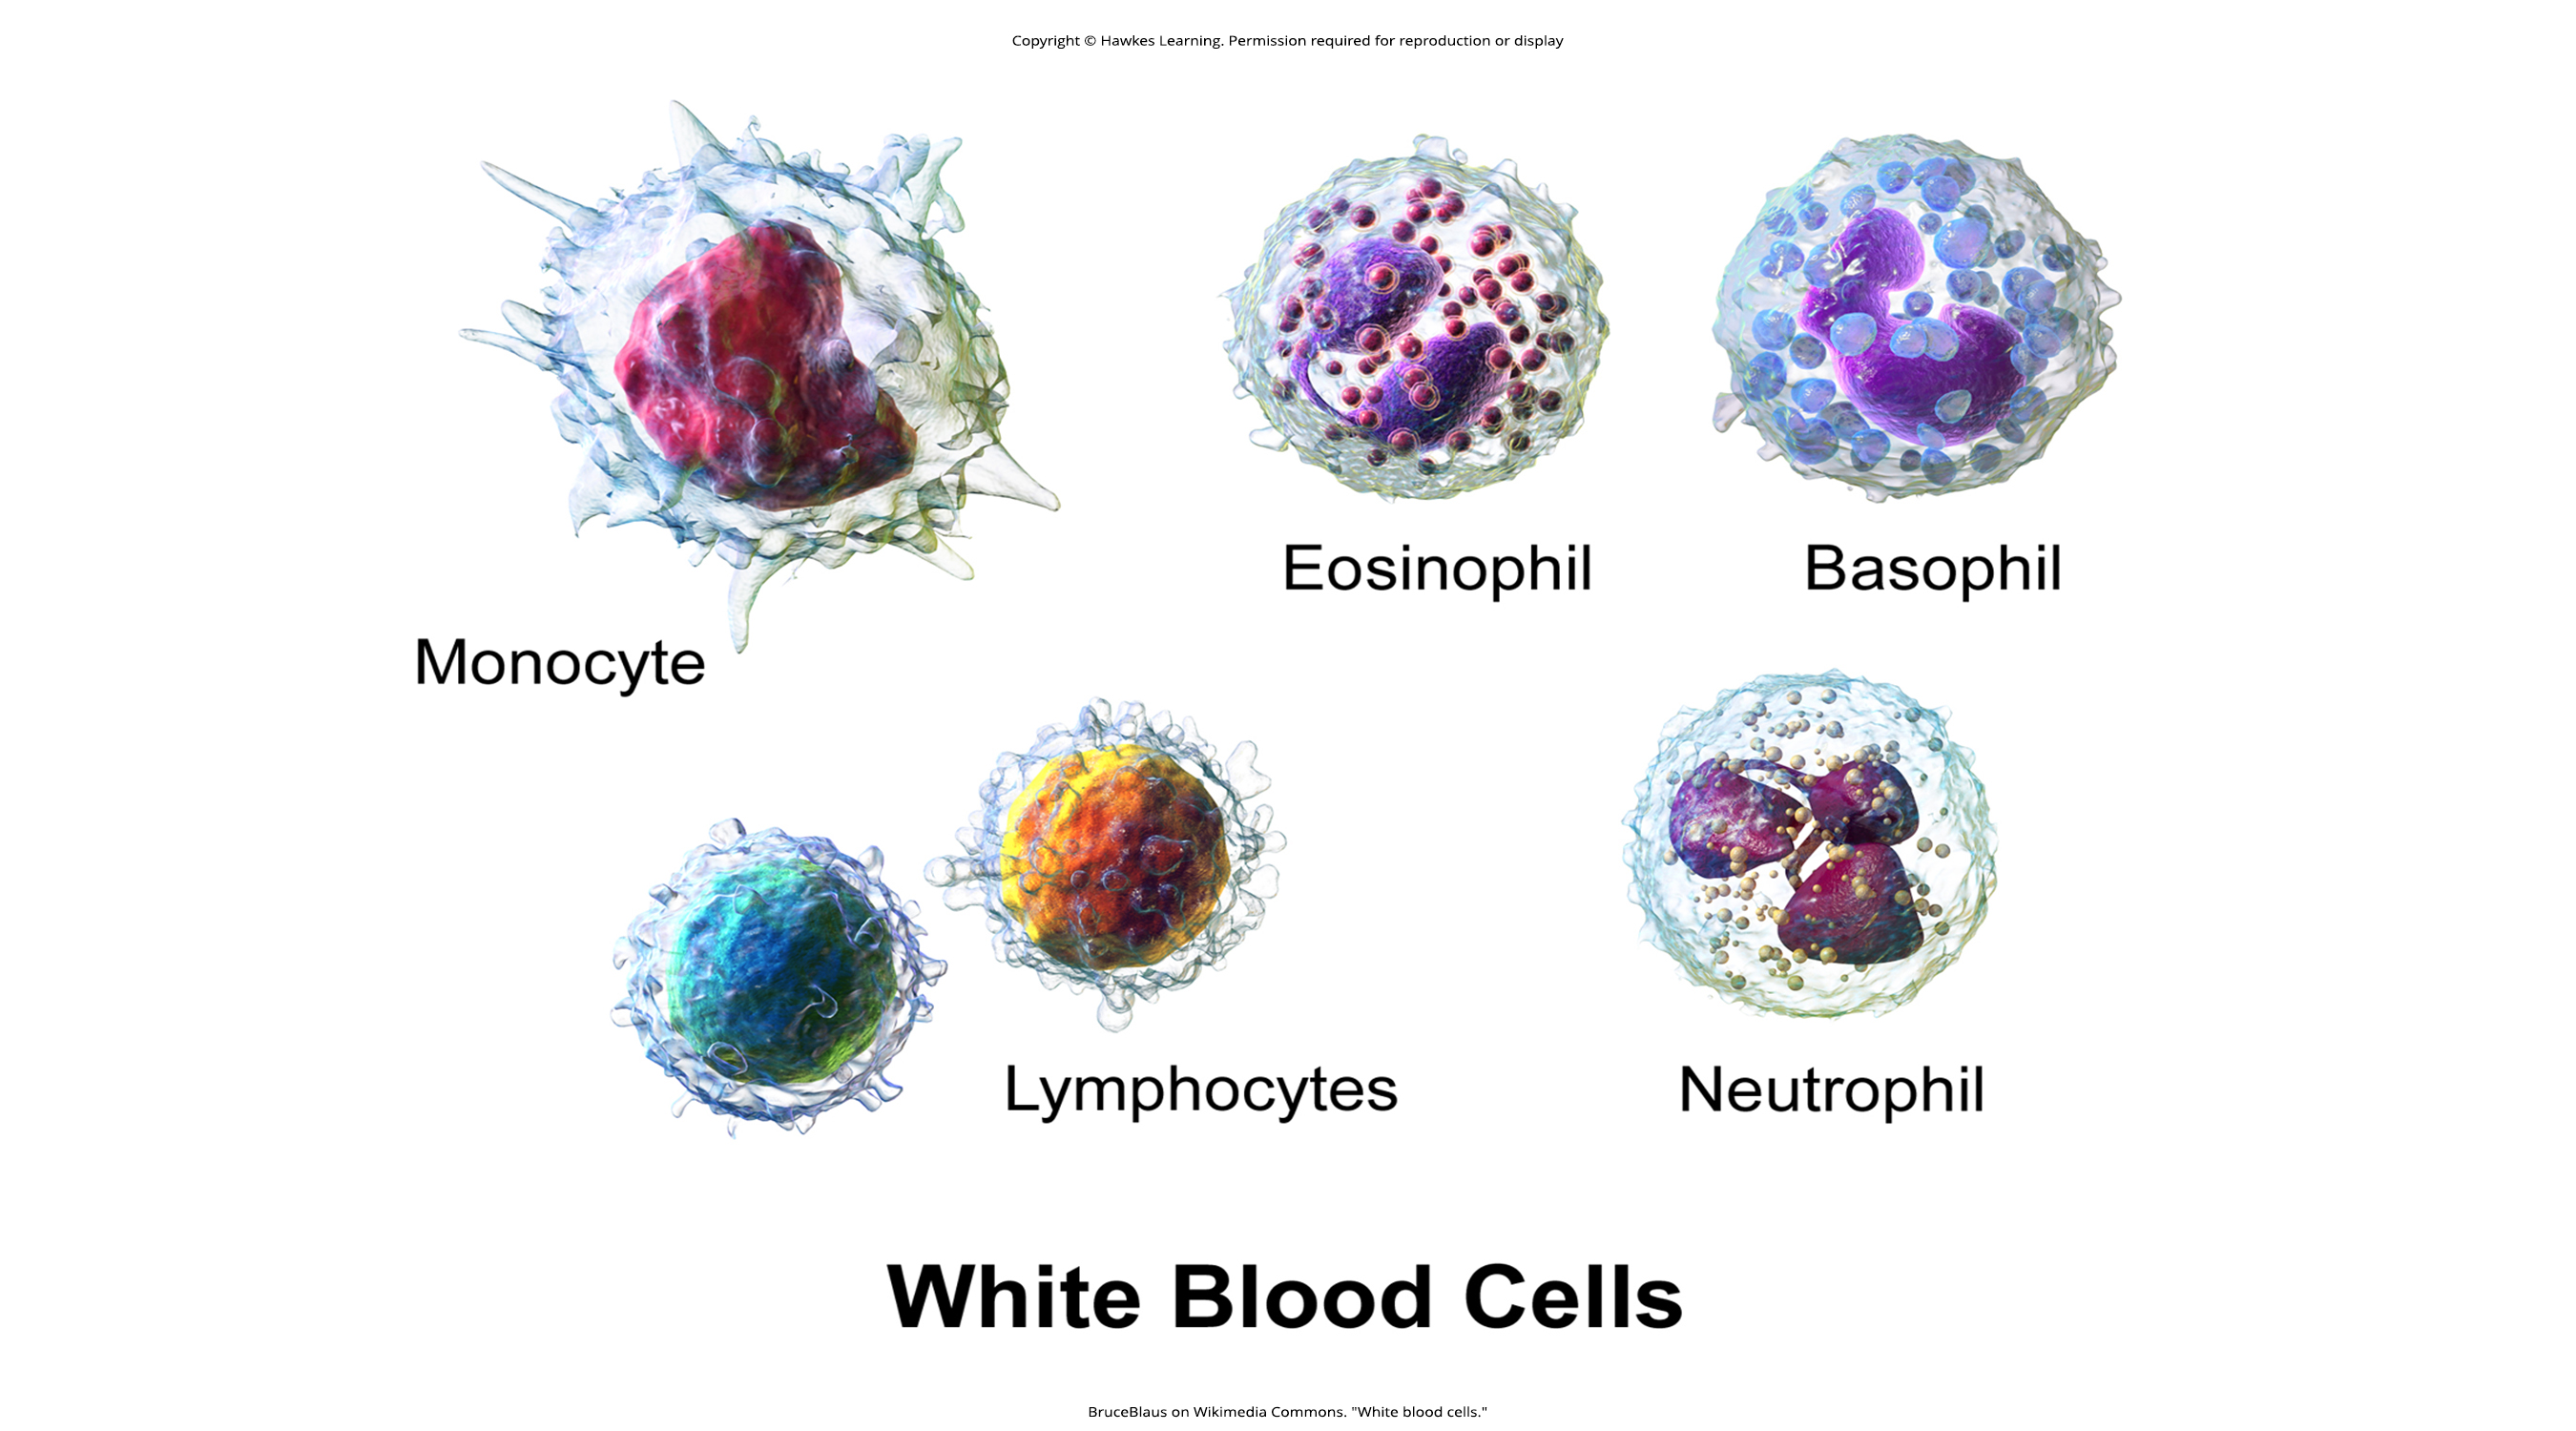 Copyright © Hawkes Learning. Permission required for reproduction or display
Eosinophil
Basophil
Monocyte
Lymphocytes
Neutrophil
White Blood Cells
BruceBlaus on Wikimedia Commons. "White blood cells."